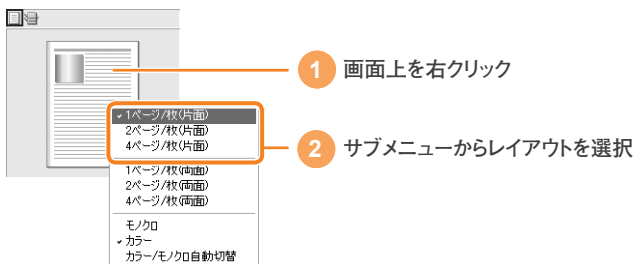 1 画面上を右クリック
✓1ページ/枚(片面)
2ページ/枚(片面)
4ページ/枚(片面)
2 サブメニューからレイアウトを選択
1ページ/枚(両面)
2ページ/枚(両面)
4ページ/枚(両面)
モノクロ
✓カラー
カラー/モノクロ自動切替